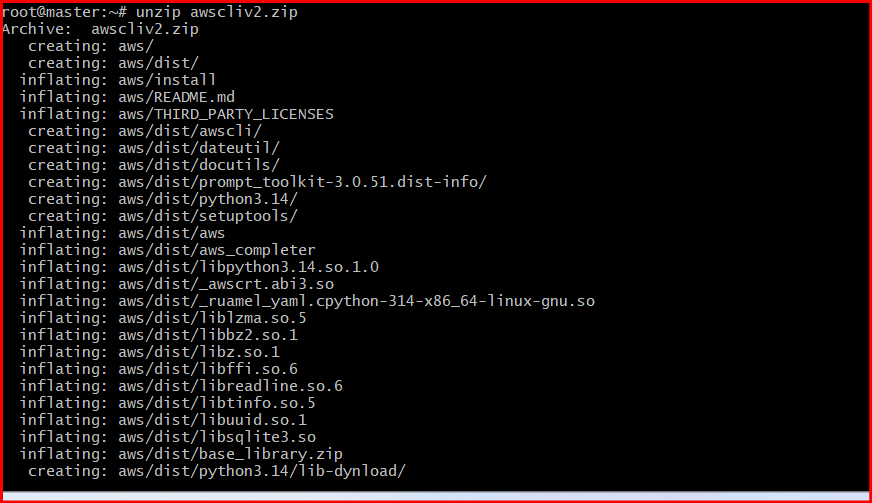 root@master:~# unzip awscliv2.zip
Archive:  awscliv2.zip
   creating: aws/
   creating: aws/dist/
  inflating: aws/install
  inflating: aws/README.md
  inflating: aws/THIRD_PARTY_LICENSES
   creating: aws/dist/awscli/
   creating: aws/dist/dateutil/
   creating: aws/dist/docutils/
   creating: aws/dist/prompt_toolkit-3.0.51.dist-info/
   creating: aws/dist/python3.14/
   creating: aws/dist/setuptools/
  inflating: aws/dist/aws
  inflating: aws/dist/aws_completer
  inflating: aws/dist/libpython3.14.so.1.0
  inflating: aws/dist/_awscrt.abi3.so
  inflating: aws/dist/_ruamel_yaml.cpython-314-x86_64-linux-gnu.so
  inflating: aws/dist/liblzma.so.5
  inflating: aws/dist/libbz2.so.1
  inflating: aws/dist/libz.so.1
  inflating: aws/dist/libffi.so.6
  inflating: aws/dist/libreadline.so.6
  inflating: aws/dist/libtinfo.so.5
  inflating: aws/dist/libuuid.so.1
  inflating: aws/dist/libsqlite3.so
  inflating: aws/dist/base_library.zip
   creating: aws/dist/python3.14/lib-dynload/